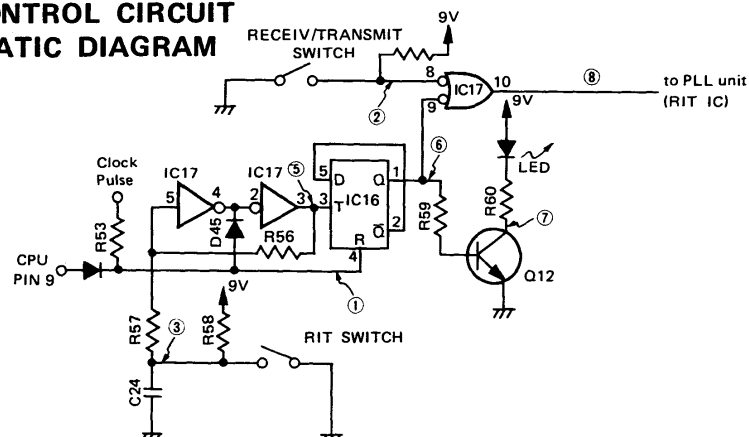 NTROL CIRCUIT
ATIC DIAGRAM
RECEIV/TRANSMIT
SWITCH
9V
8
9
IC17
10
②
⑧
to PLL unit
(RIT IC)
9V
LED
Clock
Pulse
IC17
5
4
IC17
2
3
⑤
3
5
D
Q
1
T
IC16
Q̅
2
R
4
⑥
R59
R60
⑦
Q12
R53
D45
R56
CPU
PIN 9
①
9V
R57
③
R58
RIT SWITCH
C24